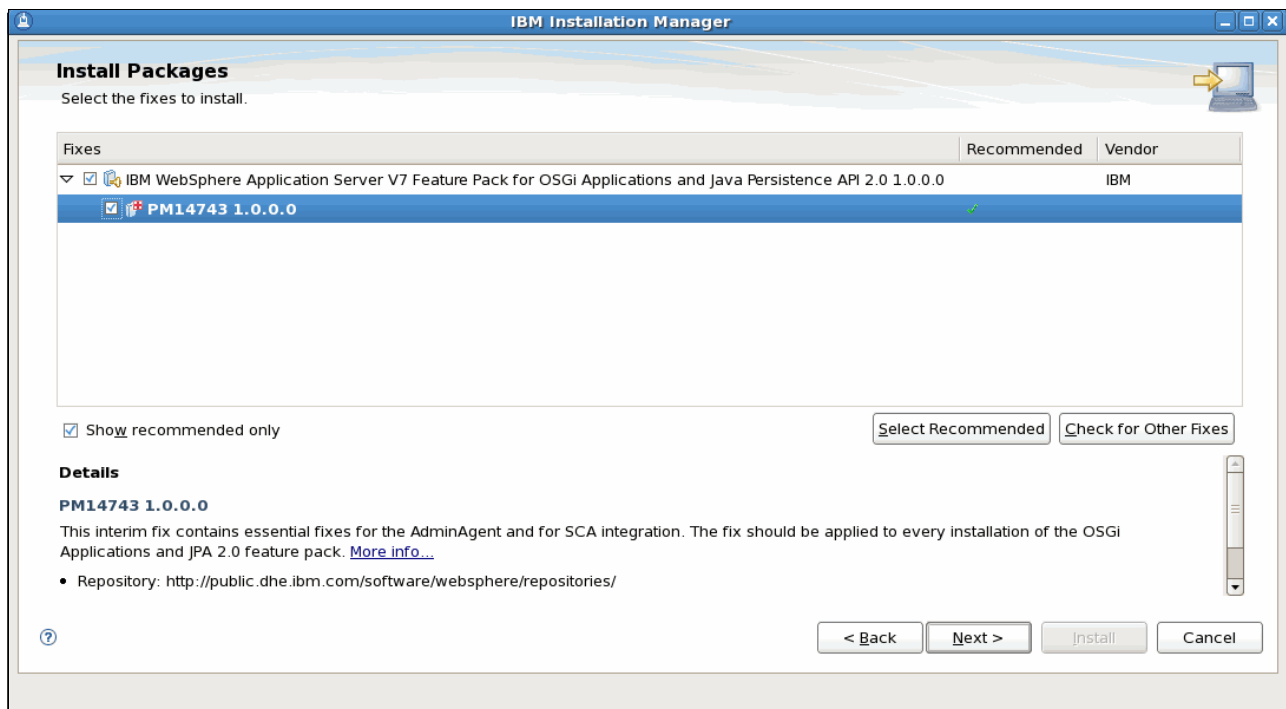 IBM Installation Manager
Install Packages
Select the fixes to install.
Fixes Recommended Vendor
IBM WebSphere Application Server V7 Feature Pack for OSGi Applications and Java Persistence API 2.0 1.0.0.0 IBM
PM14743 1.0.0.0
Show recommended only Select Recommended Check for Other Fixes
Details
PM14743 1.0.0.0
This interim fix contains essential fixes for the AdminAgent and for SCA integration. The fix should be applied to every installation of the OSGi
Applications and JPA 2.0 feature pack. More info...
• Repository: http://public.dhe.ibm.com/software/websphere/repositories/
? < Back Next > Install Cancel